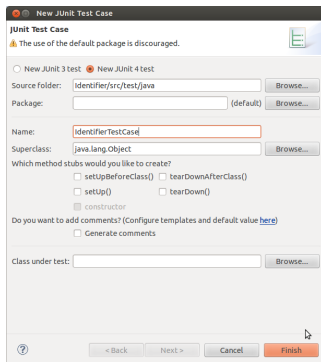 New JUnit Test Case
JUnit Test Case
The use of the default package is discouraged.
New JUnit 3 test New JUnit 4 test
Source folder: Identifier/src/test/java Browse...
Package: (default) Browse...
Name: IdentifierTestCase
Superclass: java.lang.Object Browse...
Which method stubs would you like to create?
setUpBeforeClass() tearDownAfterClass()
setUp() tearDown()
constructor
Do you want to add comments? (Configure templates and default value here)
Generate comments
Class under test: Browse...
? < Back Next > Cancel Finish